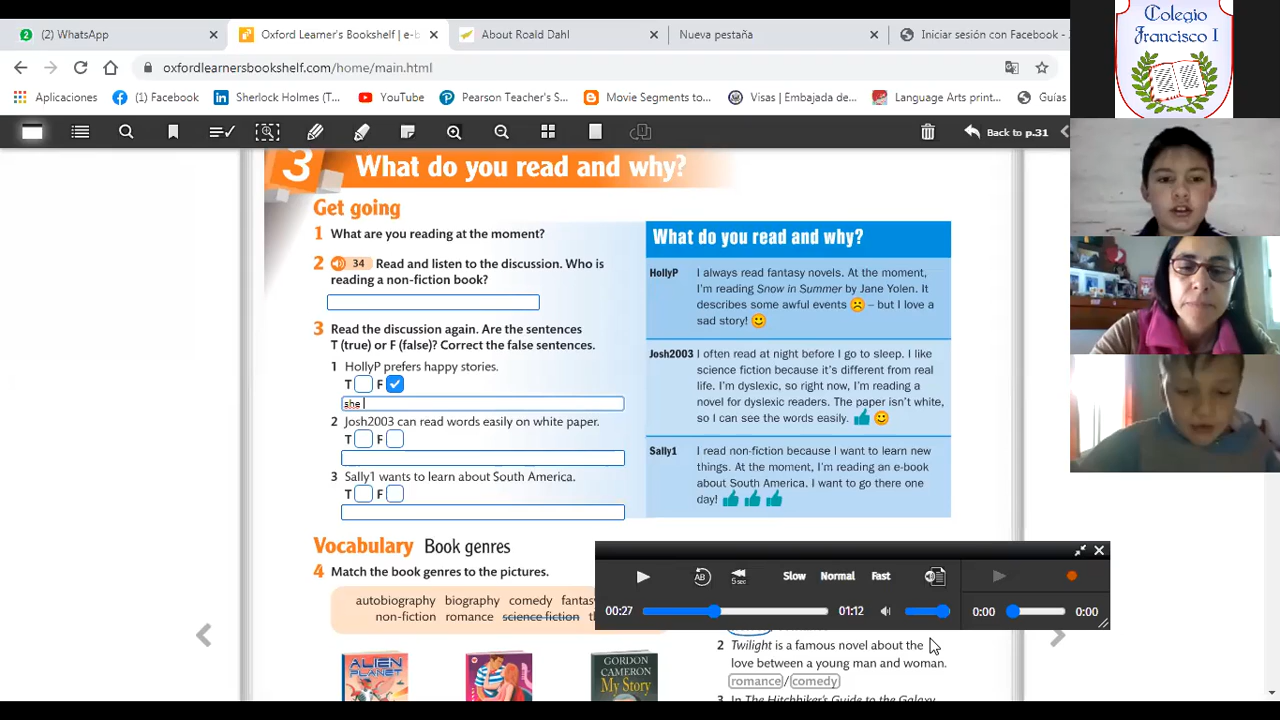 (2) WhatsApp
Oxford Learner's Bookshelf | e-b
About Roald Dahl
Nueva pestaña
Iniciar sesión con Facebook -
oxfordlearnersbookshelf.com/home/main.html
Aplicaciones
(1) Facebook
Sherlock Holmes (T...
YouTube
Pearson Teacher's S...
Movie Segments to...
Visas | Embajada de...
Language Arts print...
Guías
Back to p.31
Colegio
Francisco I
3 What do you read and why?
Get going
1 What are you reading at the moment?
2 34 Read and listen to the discussion. Who is
reading a non-fiction book?
3 Read the discussion again. Are the sentences
T (true) or F (false)? Correct the false sentences.
1 HollyP prefers happy stories.
T F
she
2 Josh2003 can read words easily on white paper.
T F
3 Sally1 wants to learn about South America.
T F
What do you read and why?
HollyP I always read fantasy novels. At the moment,
I'm reading Snow in Summer by Jane Yolen. It
describes some awful events – but I love a
sad story!
Josh2003 I often read at night before I go to sleep. I like
science fiction because it's different from real
life. I'm dyslexic, so right now, I'm reading a
novel for dyslexic readers. The paper isn't white,
so I can see the words easily.
Sally1 I read non-fiction because I want to learn new
things. At the moment, I'm reading an e-book
about South America. I want to go there one
day!
Vocabulary Book genres
4 Match the book genres to the pictures.
autobiography biography comedy fantas
non-fiction romance science fiction th
ALIEN
PLANET
GORDON
CAMERON
My Story
AB
5 sec
Slow
Normal
Fast
00:27
01:12
0:00
0:00
2 Twilight is a famous novel about the
love between a young man and woman.
romance/comedy
3 In The Hitchhiker's Guide to the Galaxy,